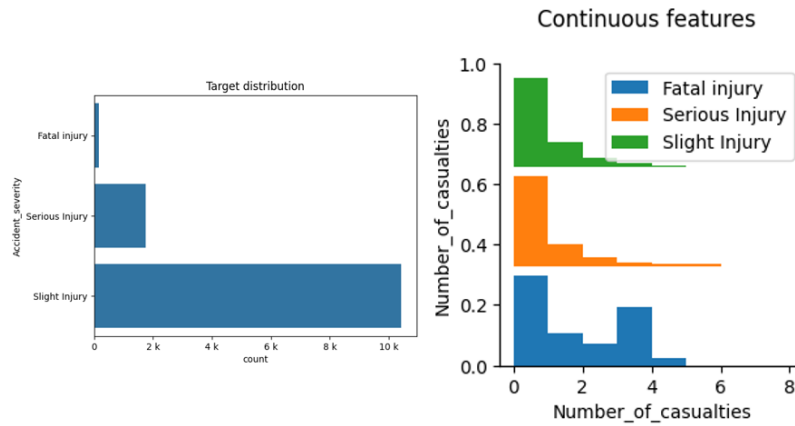 Target distribution
Accident_severity
Fatal injury
Serious Injury
Slight Injury
0
2 k
4 k
6 k
8 k
10 k
count
Continuous features
Number_of_casualties
1.0
0.8
0.6
0.4
0.2
0.0
Fatal injury
Serious Injury
Slight Injury
0
2
4
6
8
Number_of_casualties